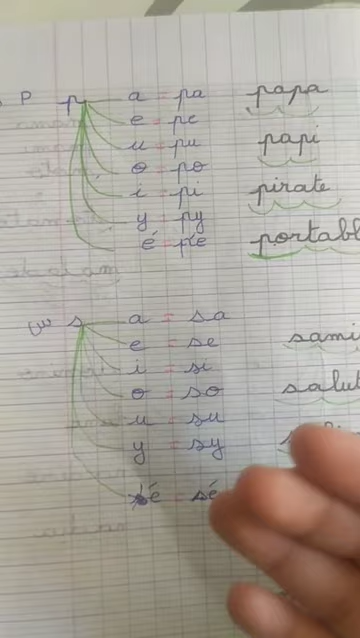 P p a = pa papa
e = pe
u = pu papi
o = po
i = pi pirate
y = py
é = pé portabl
s a = sa
e = se sami
i = si
o = so salut
u = su
y = sy
é = sé